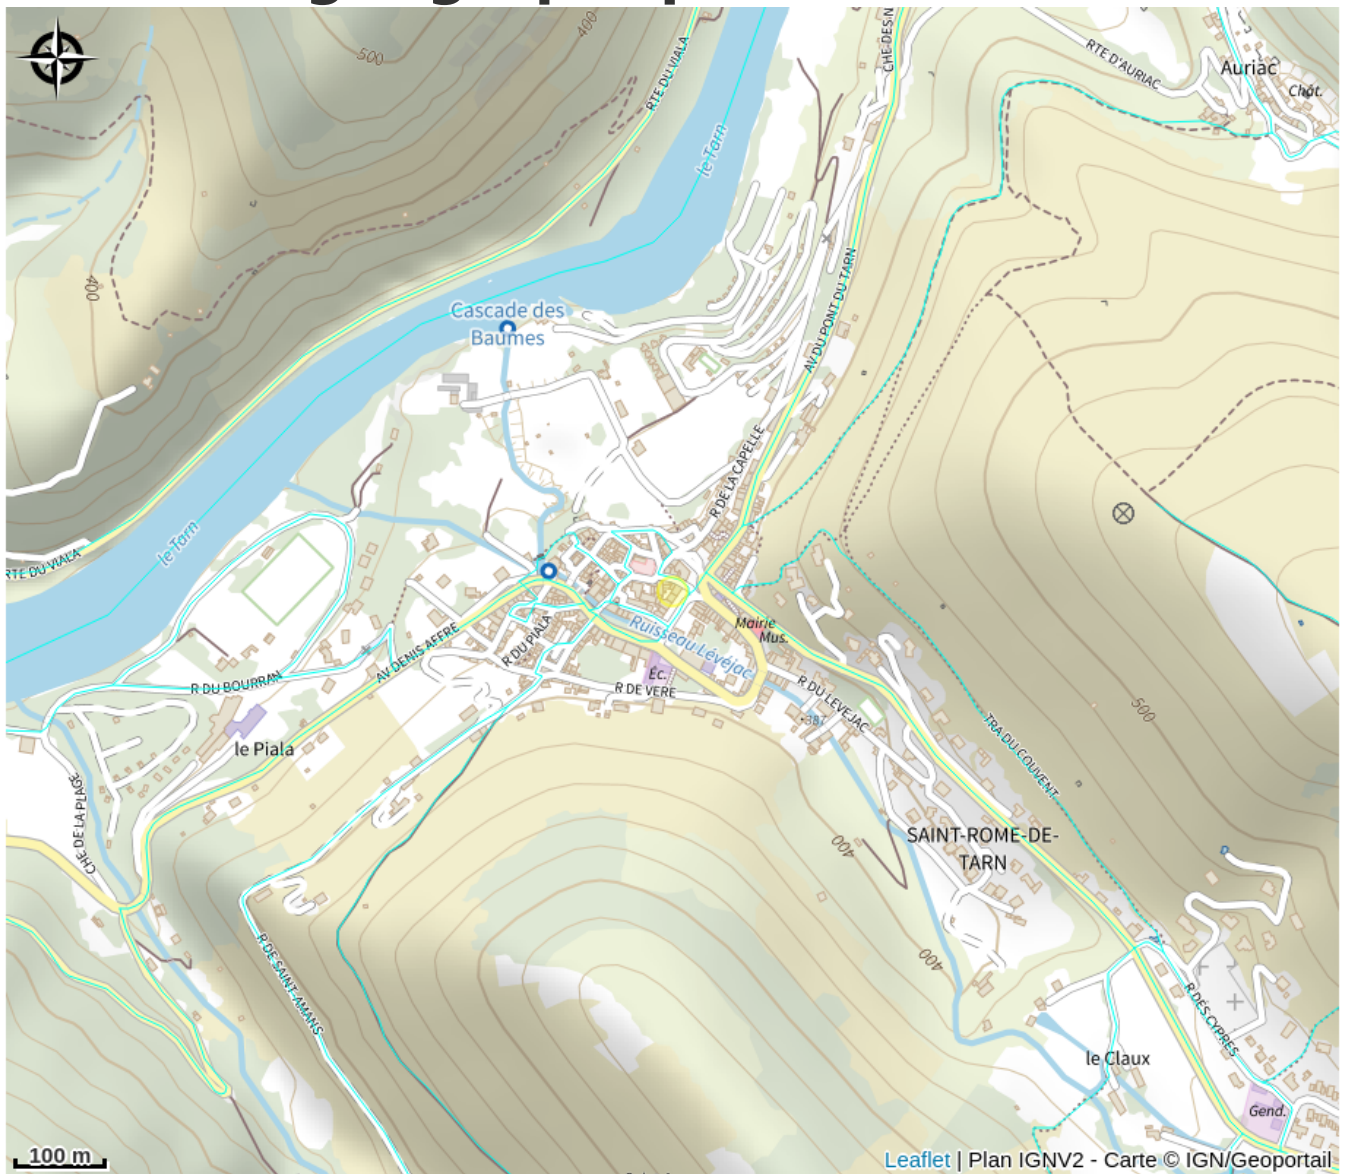 500
400
RTE DU VIALA
CHE DES N
RTE D'AURIAC
Auriac
Chât.
le Tarn
400
Cascade des
Baumes
AV DU PONT DU TARN
R DE LA CAPELLE
le Tarn
RTE DU VIALA
Mairie
Mus.
Ruisseau Lévéjac
R DU PIALA
AV DENIS AFFRE
Éc.
R DE VERE
R DU BOURRAN
R DU LEVEJAC
387
500
TRA DU COUVENT
le Piala
CHE DE LA PLAGE
400
SAINT-ROME-DE-
TARN
400
R DE SAINT-AMANS
R DES CYPRES
le Claux
Gend.
100 m
Leaflet | Plan IGNV2 - Carte © IGN/Geoportail